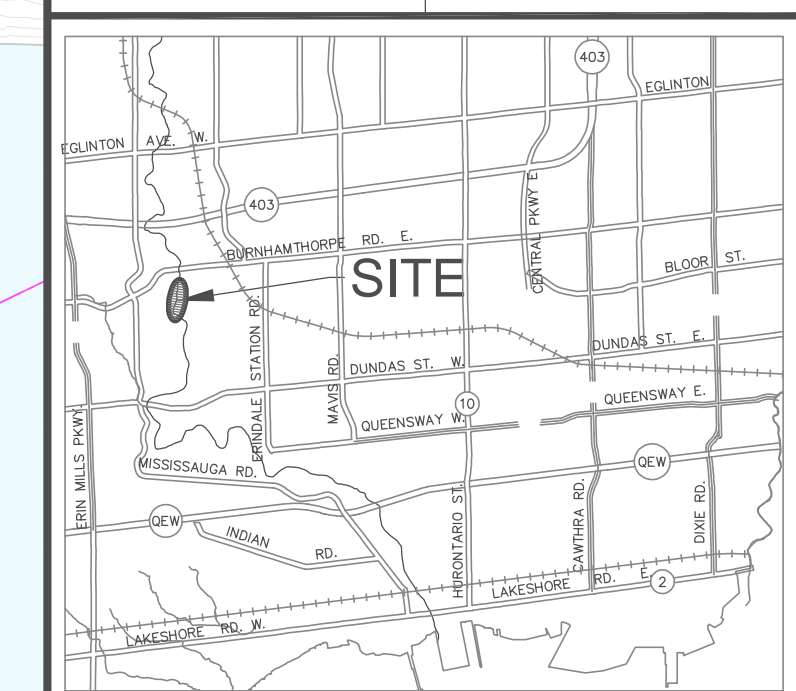 403
EGLINTON
EGLINTON AVE. W.
403
CENTRAL PKWY E
BURNHAMTHORPE RD. E.
BLOOR ST.
SITE
ERINDALE STATION RD.
MAVIS RD.
DUNDAS ST. E.
DUNDAS ST. W.
10
QUEENSWAY E.
QUEENSWAY W.
ERIN MILLS PKWY.
MISSISSAUGA RD.
QEW
QEW
INDIAN RD.
HURONTARIO ST.
CAWTHRA RD.
DIXIE RD.
LAKESHORE RD. E.
2
LAKESHORE RD. W.